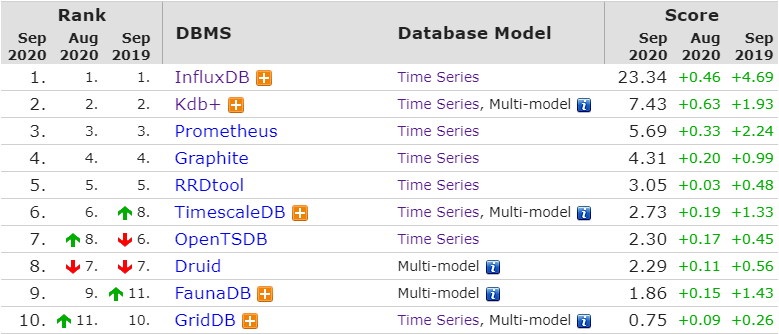 Rank DBMS Database Model Score
Sep 2020 Aug 2020 Sep 2019 Sep 2020 Aug 2020 Sep 2019
1. 1. 1. InfluxDB Time Series 23.34 +0.46 +4.69
2. 2. 2. Kdb+ Time Series, Multi-model i 7.43 +0.63 +1.93
3. 3. 3. Prometheus Time Series 5.69 +0.33 +2.24
4. 4. 4. Graphite Time Series 4.31 +0.20 +0.99
5. 5. 5. RRDtool Time Series 3.05 +0.03 +0.48
6. 6. 8. TimescaleDB Time Series, Multi-model i 2.73 +0.19 +1.33
7. 8. 6. OpenTSDB Time Series 2.30 +0.17 +0.45
8. 7. 7. Druid Multi-model i 2.29 +0.11 +0.56
9. 9. 11. FaunaDB Multi-model i 1.86 +0.15 +1.43
10. 11. 10. GridDB Time Series, Multi-model i 0.75 +0.09 +0.26